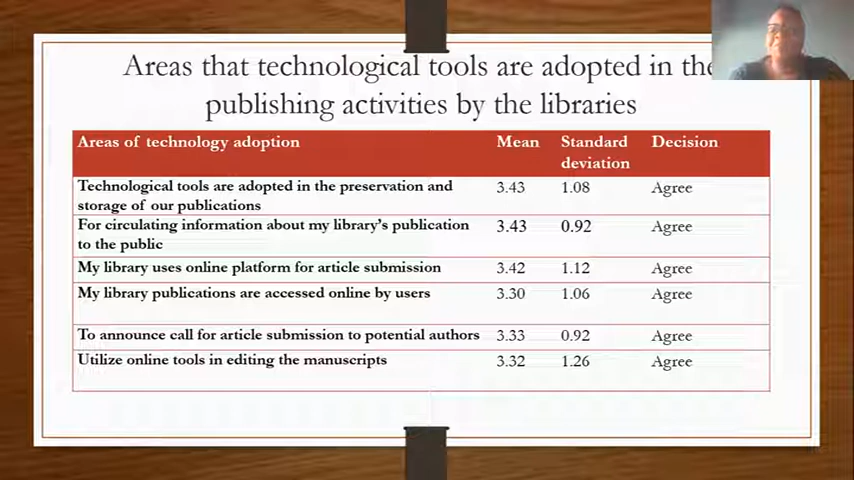 Areas that technological tools are adopted in the
publishing activities by the libraries
Areas of technology adoption Mean Standard deviation Decision
Technological tools are adopted in the preservation and 3.43 1.08 Agree
storage of our publications
For circulating information about my library's publication 3.43 0.92 Agree
to the public
My library uses online platform for article submission 3.42 1.12 Agree
My library publications are accessed online by users 3.30 1.06 Agree
To announce call for article submission to potential authors 3.33 0.92 Agree
Utilize online tools in editing the manuscripts 3.32 1.26 Agree